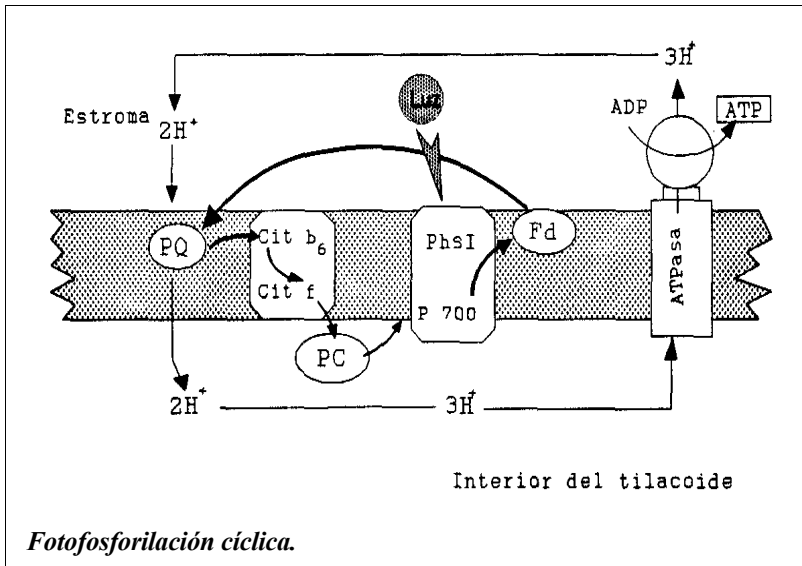 3H⁺
Luz
ADP
ATP
Estroma
2H⁺
PQ
Cit b₆
Cit f
PhsI
P 700
Fd
ATPasa
PC
2H⁺
3H⁺
Interior del tilacoide
Fotofosforilación cíclica.